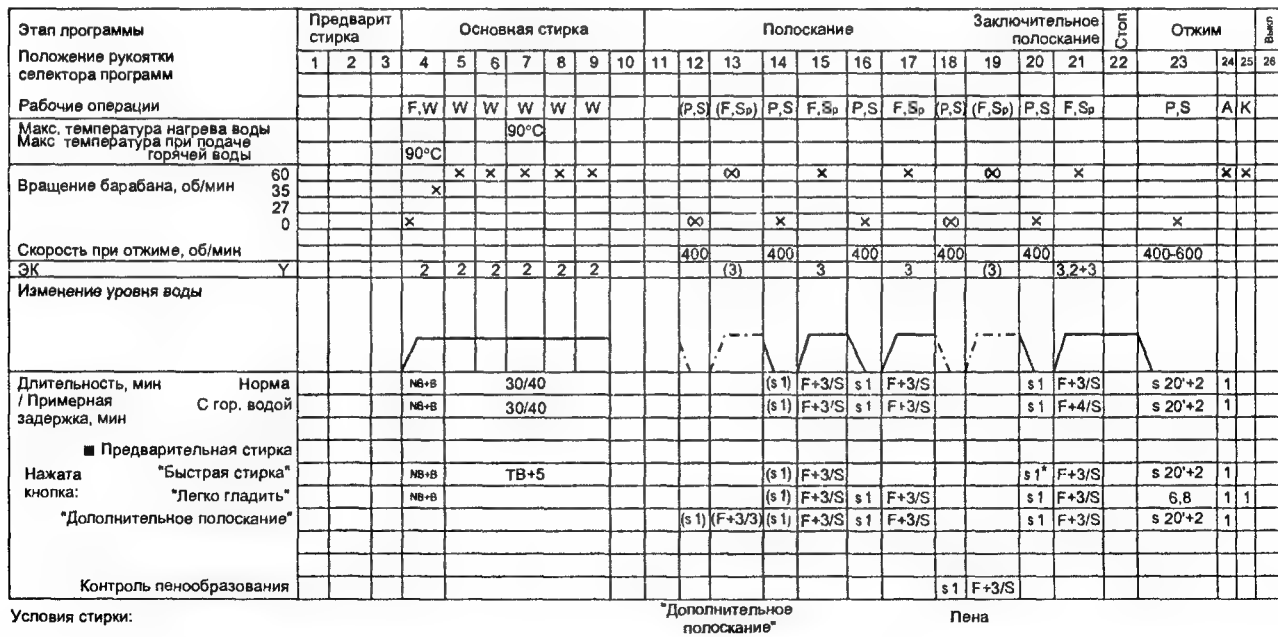 Этап программы
Предварит стирка
Основная стирка
Полоскание
Заключительное полоскание
Стоп
Отжим
Выкл
Положение рукоятки селектора программ
1 2 3 4 5 6 7 8 9 10 11 12 13 14 15 16 17 18 19 20 21 22 23 24 25 26
Рабочие операции F,W W W W W W (P,S) (F,Sp) P,S F,Sp P,S F,Sp (P,S) (F,Sp) P,S F,Sp P,S A K
Макс. температура нагрева воды 90°C
Макс температура при подаче горячей воды 90°C
Вращение барабана, об/мин
60 × × × × × ∞ × × ∞ × × ×
35 ×
27
0 × ∞ × × ∞ × ×
Скорость при отжиме, об/мин 400 400 400 400 400 400-600
ЭК Y 2 2 2 2 2 2 (3) 3 3 (3) 3,2+3
Изменение уровня воды
Длительность, мин Норма NB+B 30/40 (s 1) F+3/S s 1 F+3/S s 1 F+3/S s 20'+2 1
/ Примерная задержка, мин С гор. водой NB+B 30/40 (s 1) F+3/S s 1 F+3/S s 1 F+4/S s 20'+2 1
■ Предварительная стирка
Нажата кнопка:
"Быстрая стирка" NB+B TB+5 (s 1) F+3/S s 1* F+3/S s 20'+2 1
"Легко гладить" NB+B (s 1) F+3/S s 1 F+3/S s 1 F+3/S 6,8 1 1
"Дополнительное полоскание" (s 1) (F+3/3) (s 1) F+3/S s 1 F+3/S s 1 F+3/S s 20'+2 1
Контроль пенообразования s 1 F+3/S
Условия стирки:
"Дополнительное полоскание"
Пена